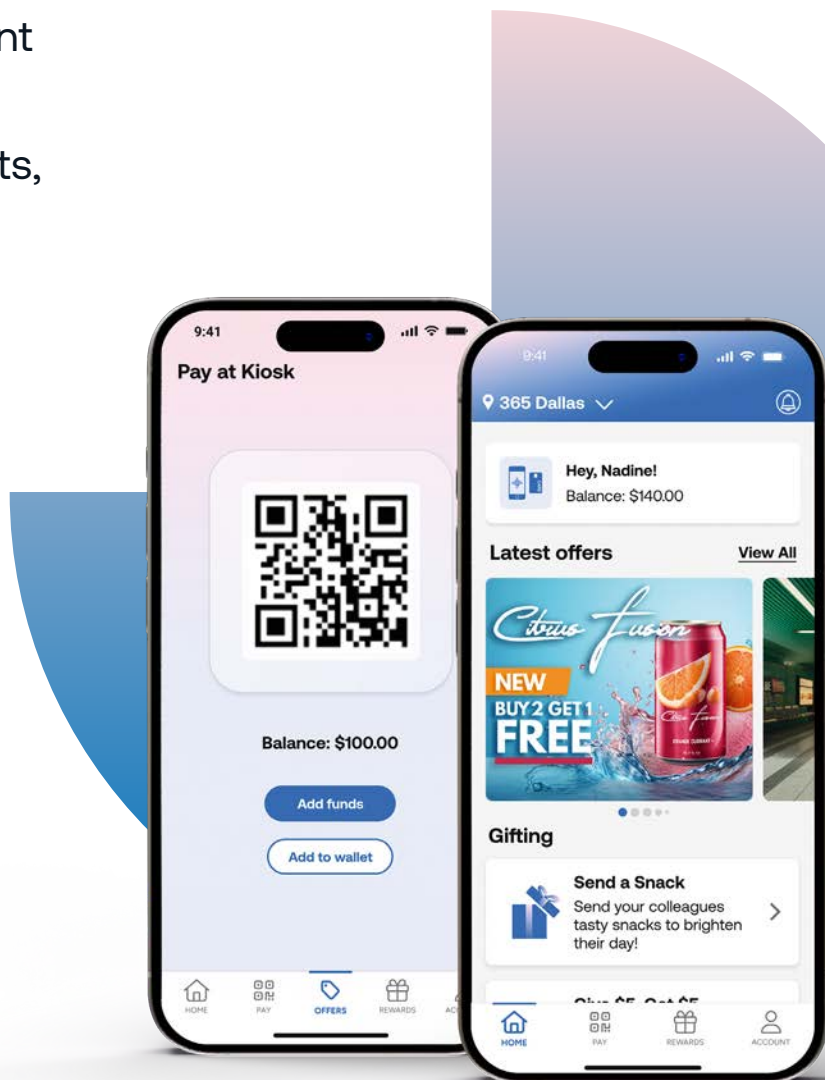 nt
ts,
9:41
Pay at Kiosk
Balance: $100.00
Add funds
Add to wallet
HOME
PAY
OFFERS
REWARDS
9:41
365 Dallas
Hey, Nadine!
Balance: $140.00
Latest offers
View All
Citrus Fusion
NEW
BUY 2 GET 1
FREE
Gifting
Send a Snack
Send your colleagues
tasty snacks to brighten
their day!
HOME
PAY
REWARDS
ACCOUNT